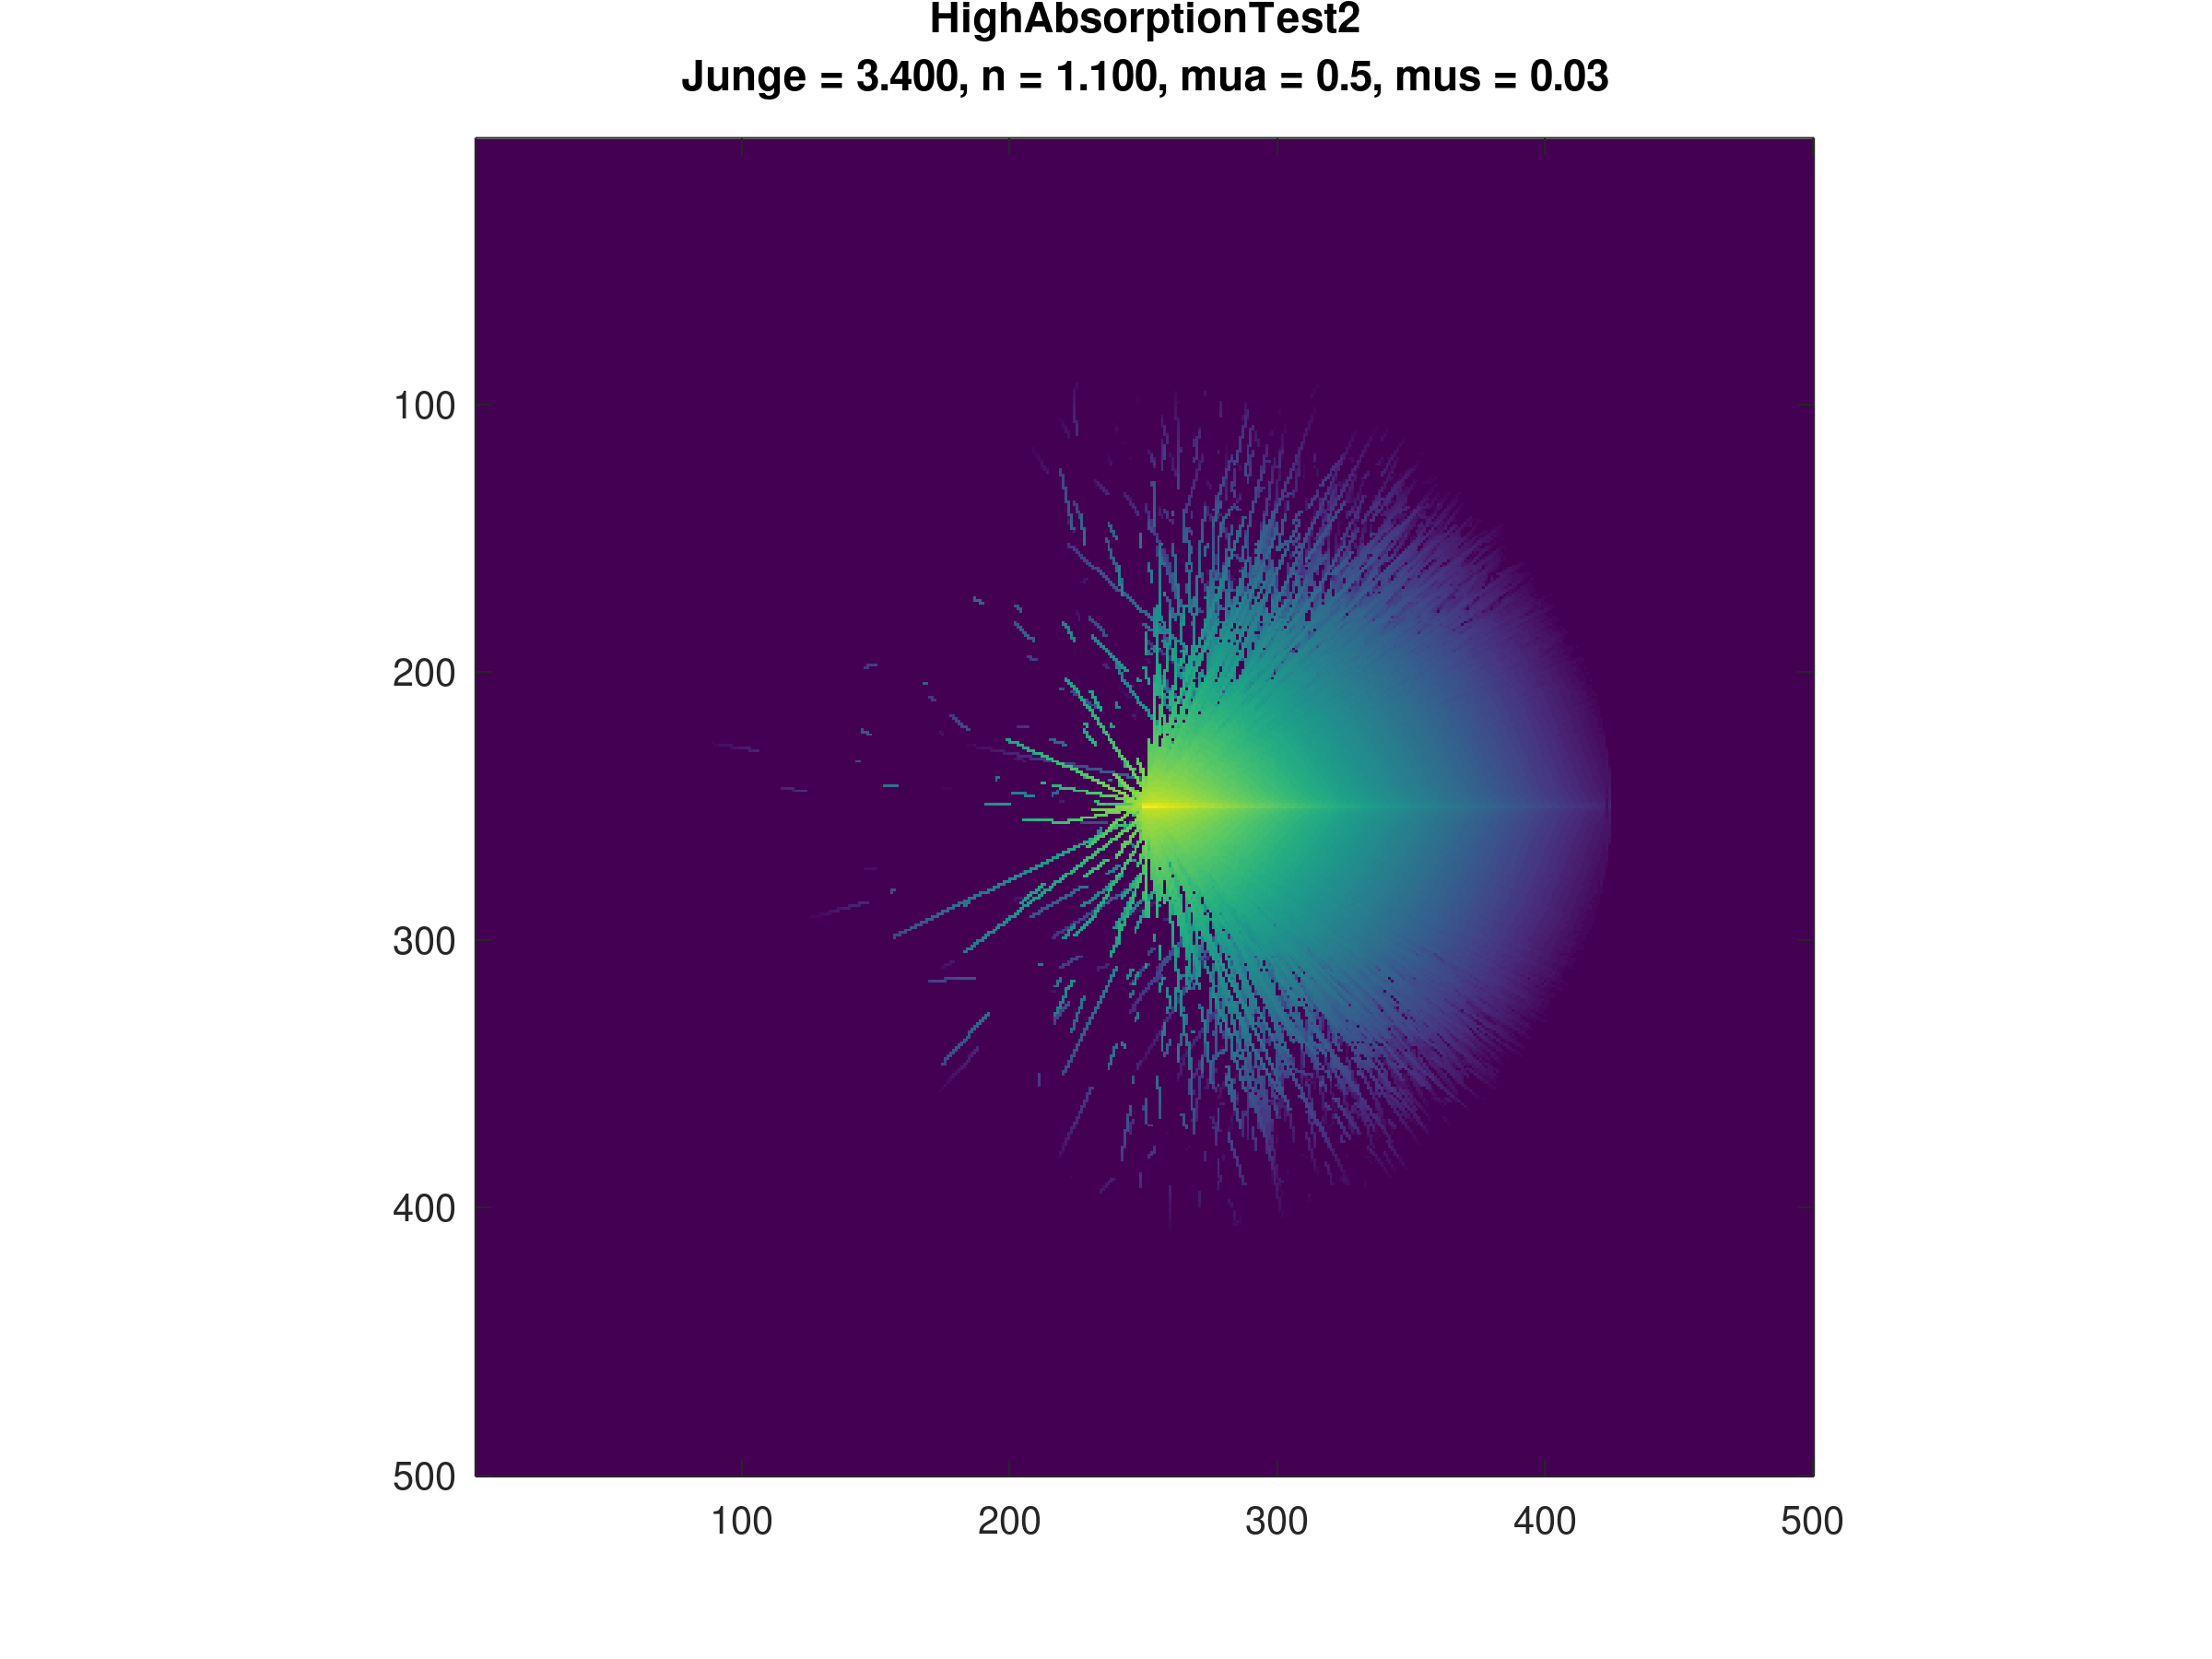 HighAbsorptionTest2
Junge = 3.400, n = 1.100, mua = 0.5, mus = 0.03
100
200
300
400
500
100 200 300 400 500